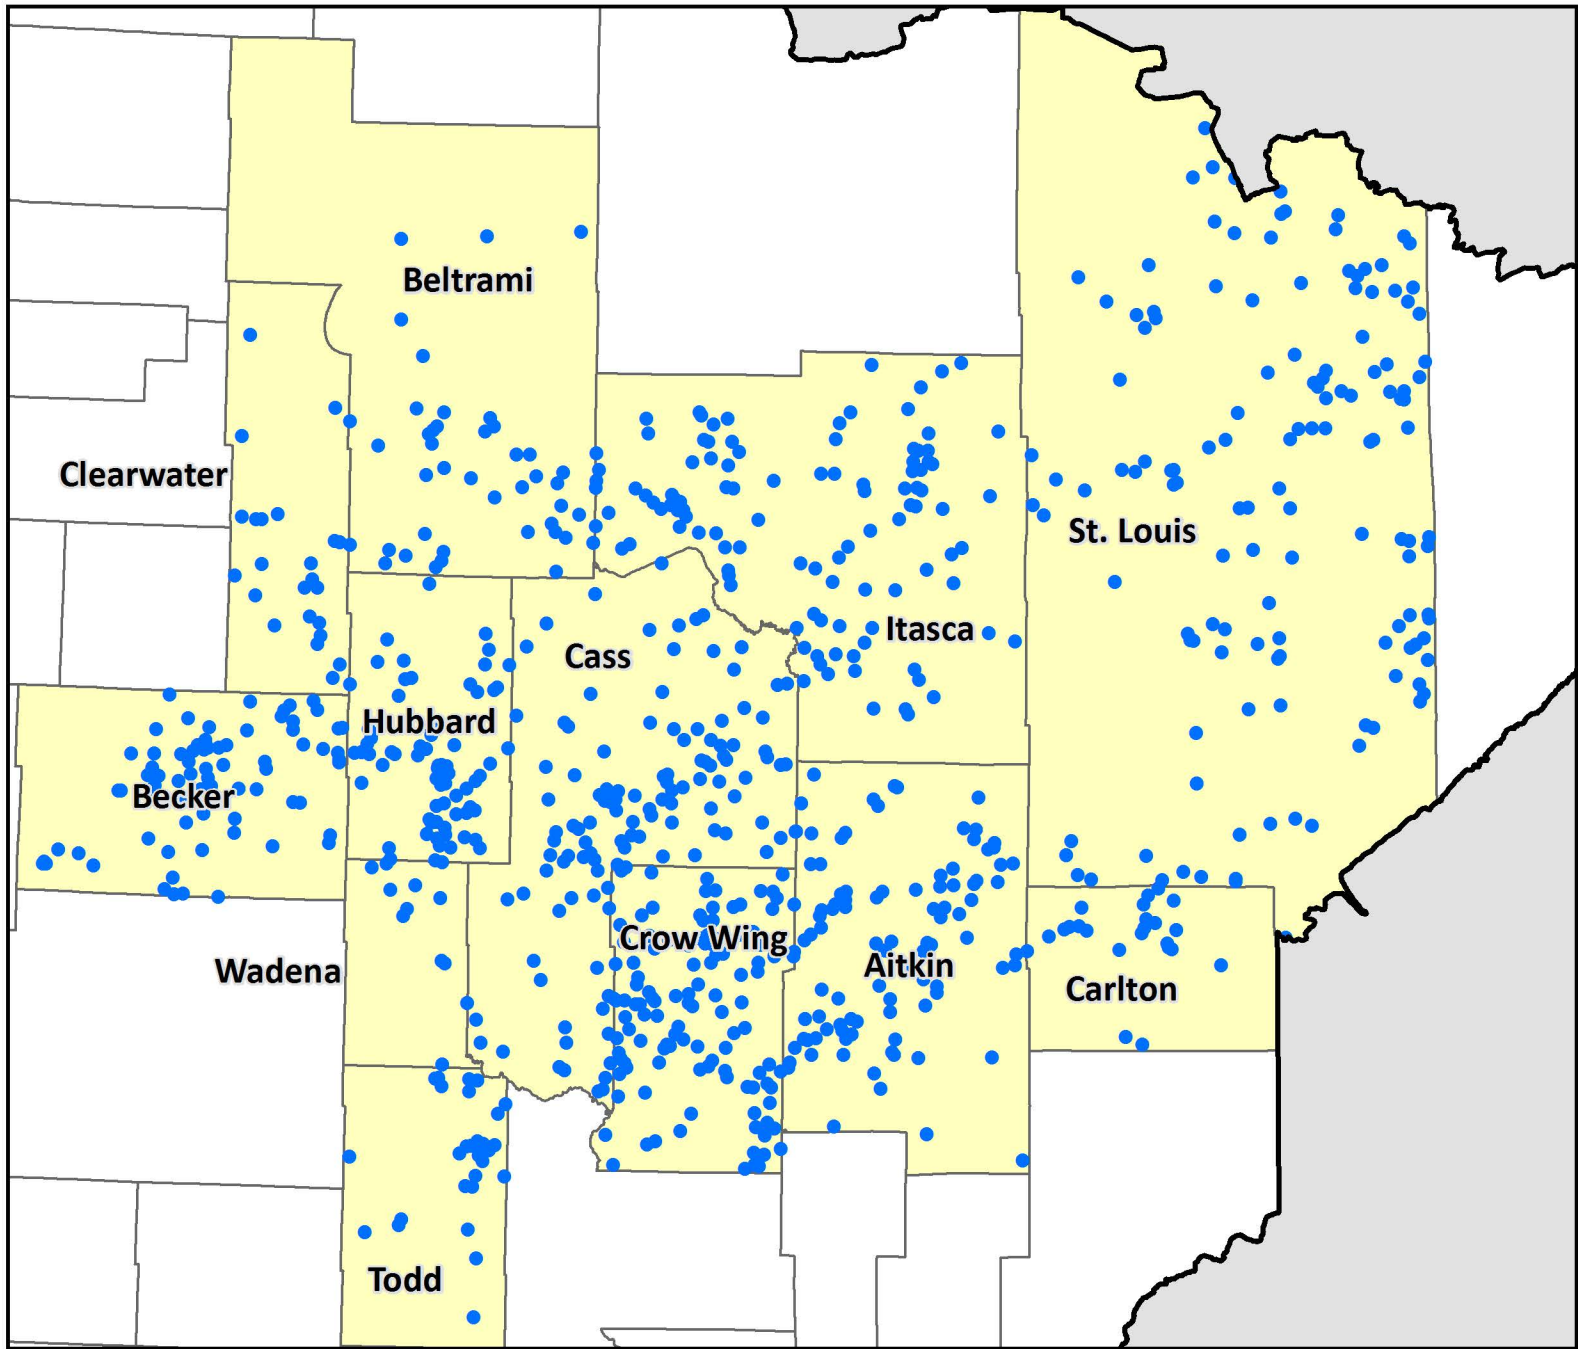 Beltrami
Clearwater
St. Louis
Itasca
Cass
Hubbard
Becker
Crow Wing
Aitkin
Wadena
Carlton
Todd